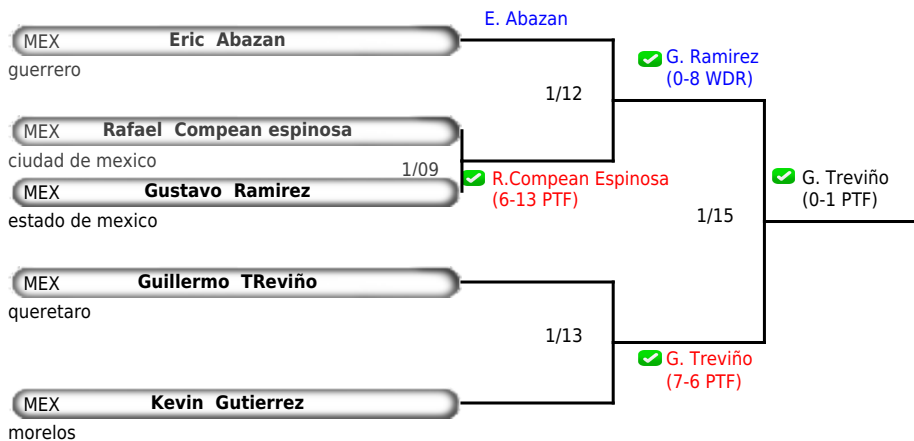 E. Abazan
MEX Eric Abazan
guerrero
G. Ramirez
(0-8 WDR)
1/12
MEX Rafael Compean espinosa
ciudad de mexico
1/09
R.Compean Espinosa
(6-13 PTF)
MEX Gustavo Ramirez
estado de mexico
G. Treviño
(0-1 PTF)
1/15
MEX Guillermo TReviño
queretaro
1/13
G. Treviño
(7-6 PTF)
MEX Kevin Gutierrez
morelos